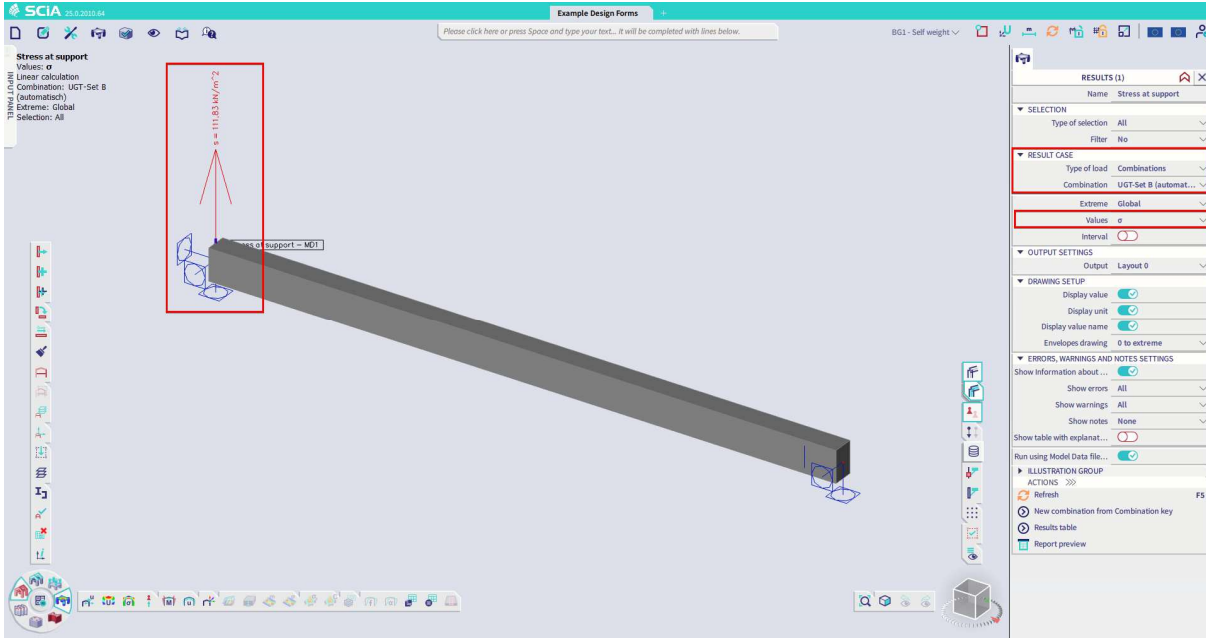 SCiA 25.0.2010.64
Example Design Forms
+
Please click here or press Space and type your text... it will be completed with lines below.
BG1 - Self weight
INPUT PANEL
Stress at support
Values: σ
Linear calculation
Combination: UGT-Set B
(automatisch)
Extreme: Global
Selection: All
s = 111.83 kN/m^2
Stress at support – MD1
RESULTS (1)
Name Stress at support
SELECTION
Type of selection All
Filter No
RESULT CASE
Type of load Combinations
Combination UGT-Set B (automat...
Extreme Global
Values σ
Interval
OUTPUT SETTINGS
Output Layout 0
DRAWING SETUP
Display value
Display unit
Display value name
Envelopes drawing 0 to extreme
ERRORS, WARNINGS AND NOTES SETTINGS
Show Information about ...
Show errors All
Show warnings All
Show notes None
Show table with explanat...
Run using Model Data file...
ILLUSTRATION GROUP
ACTIONS >>>
Refresh F5
New combination from Combination key
Results table
Report preview